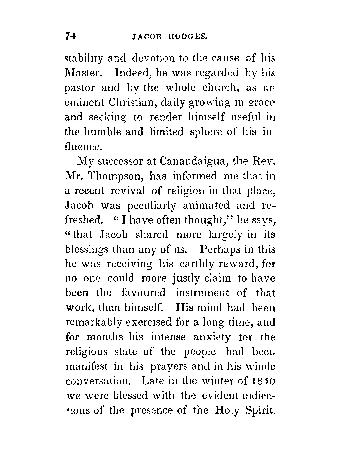 74 JACOB HODGES.
stability and devotion to the cause of his
Master. Indeed, he was regarded by his
pastor and by the whole church, as an
eminent Christian, daily growing in grace
and seeking to render himself useful in
the humble and limited sphere of his in-
fluence.
My successor at Canandaigua, the Rev.
Mr. Thompson, has informed me that in
a recent revival of religion in that place,
Jacob was peculiarly animated and re-
freshed. "I have often thought," he says,
"that Jacob shared more largely in its
blessings than any of us. Perhaps in this
he was receiving his earthly reward, for
no one could more justly claim to have
been the favoured instrument of that
work, than himself. His mind had been
remarkably exercised for a long time, and
for months his intense anxiety for the
religious state of the people had been
manifest in his prayers and in his whole
conversation. Late in the winter of 1840
we were blessed with the evident indica-
tions of the presence of the Holy Spirit.